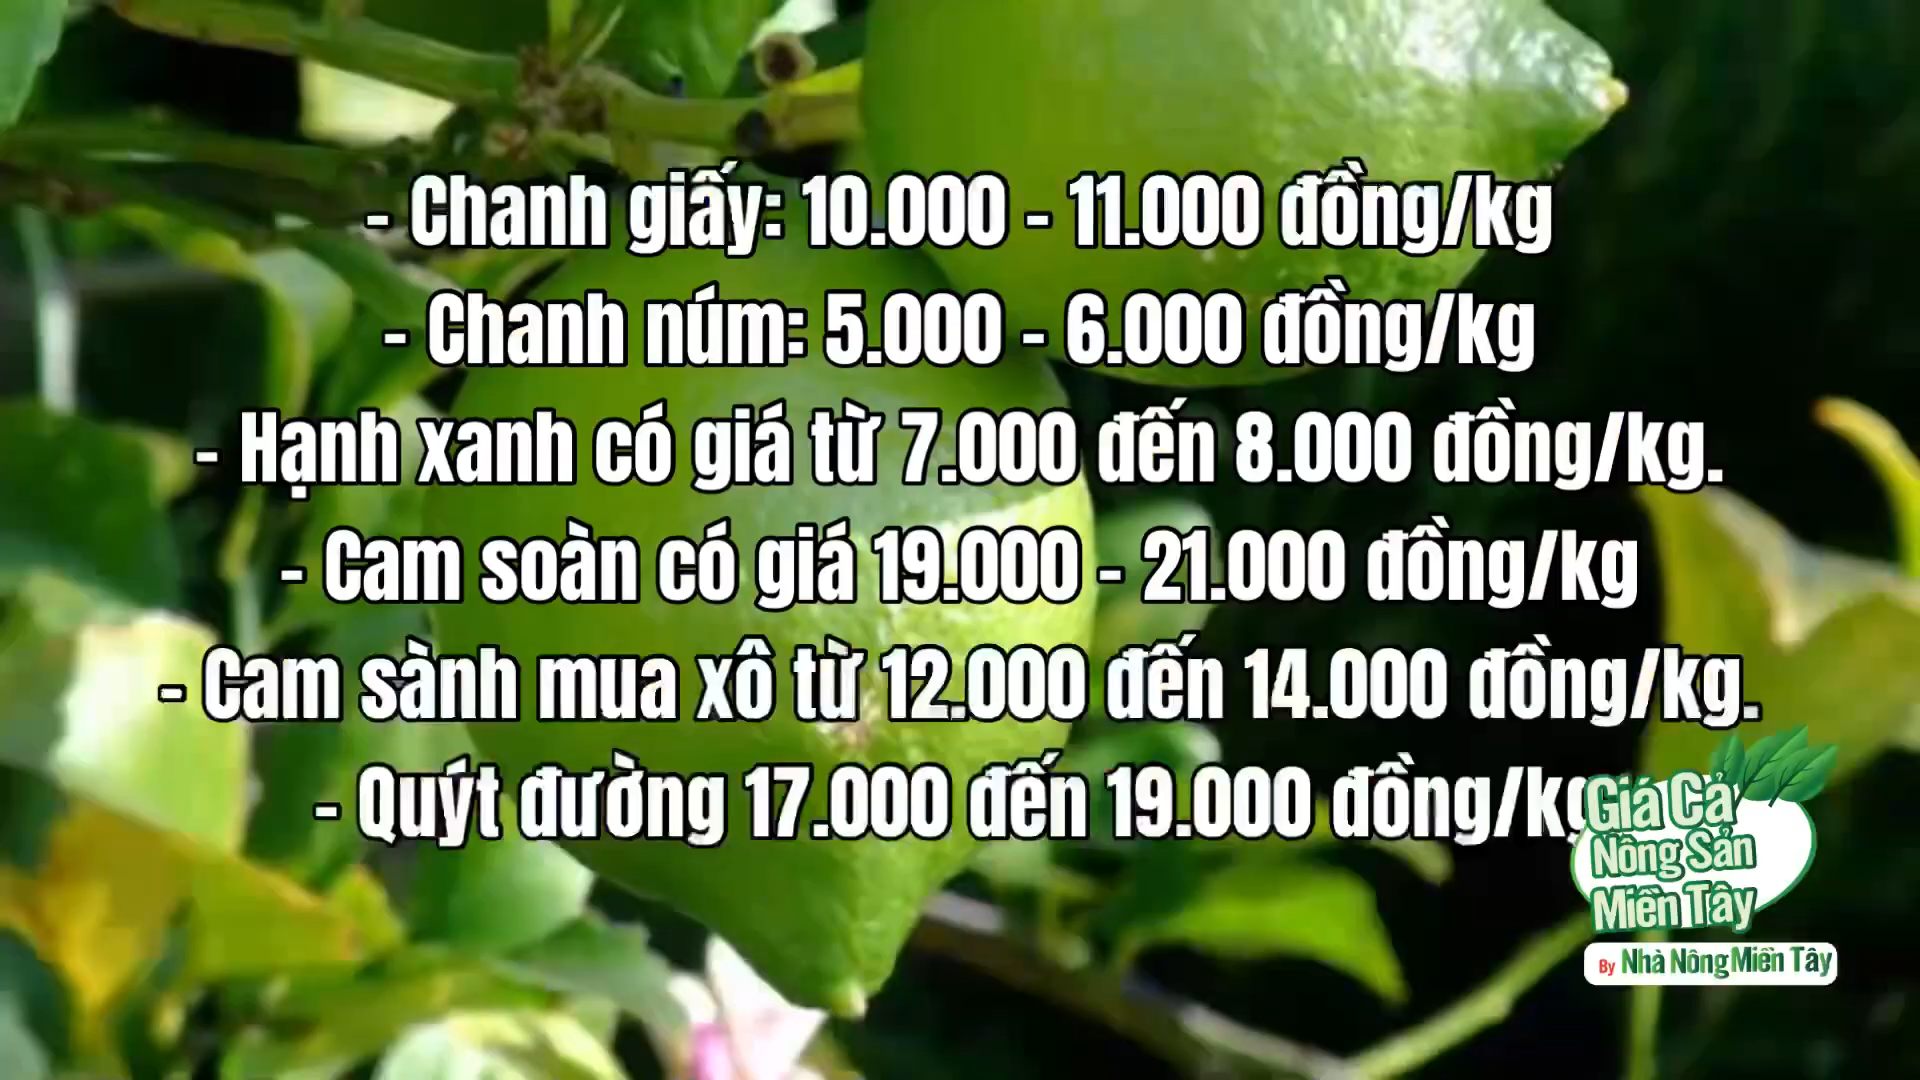 - Chanh giấy: 10.000 - 11.000 đồng/kg
- Chanh núm: 5.000 - 6.000 đồng/kg
- Hạnh xanh có giá từ 7.000 đến 8.000 đồng/kg.
- Cam soàn có giá 19.000 - 21.000 đồng/kg
- Cam sành mua xô từ 12.000 đến 14.000 đồng/kg.
- Quýt đường 17.000 đến 19.000 đồng/kg
Giá Cả
Nông Sản
Miền Tây
By Nhà Nông Miền Tây